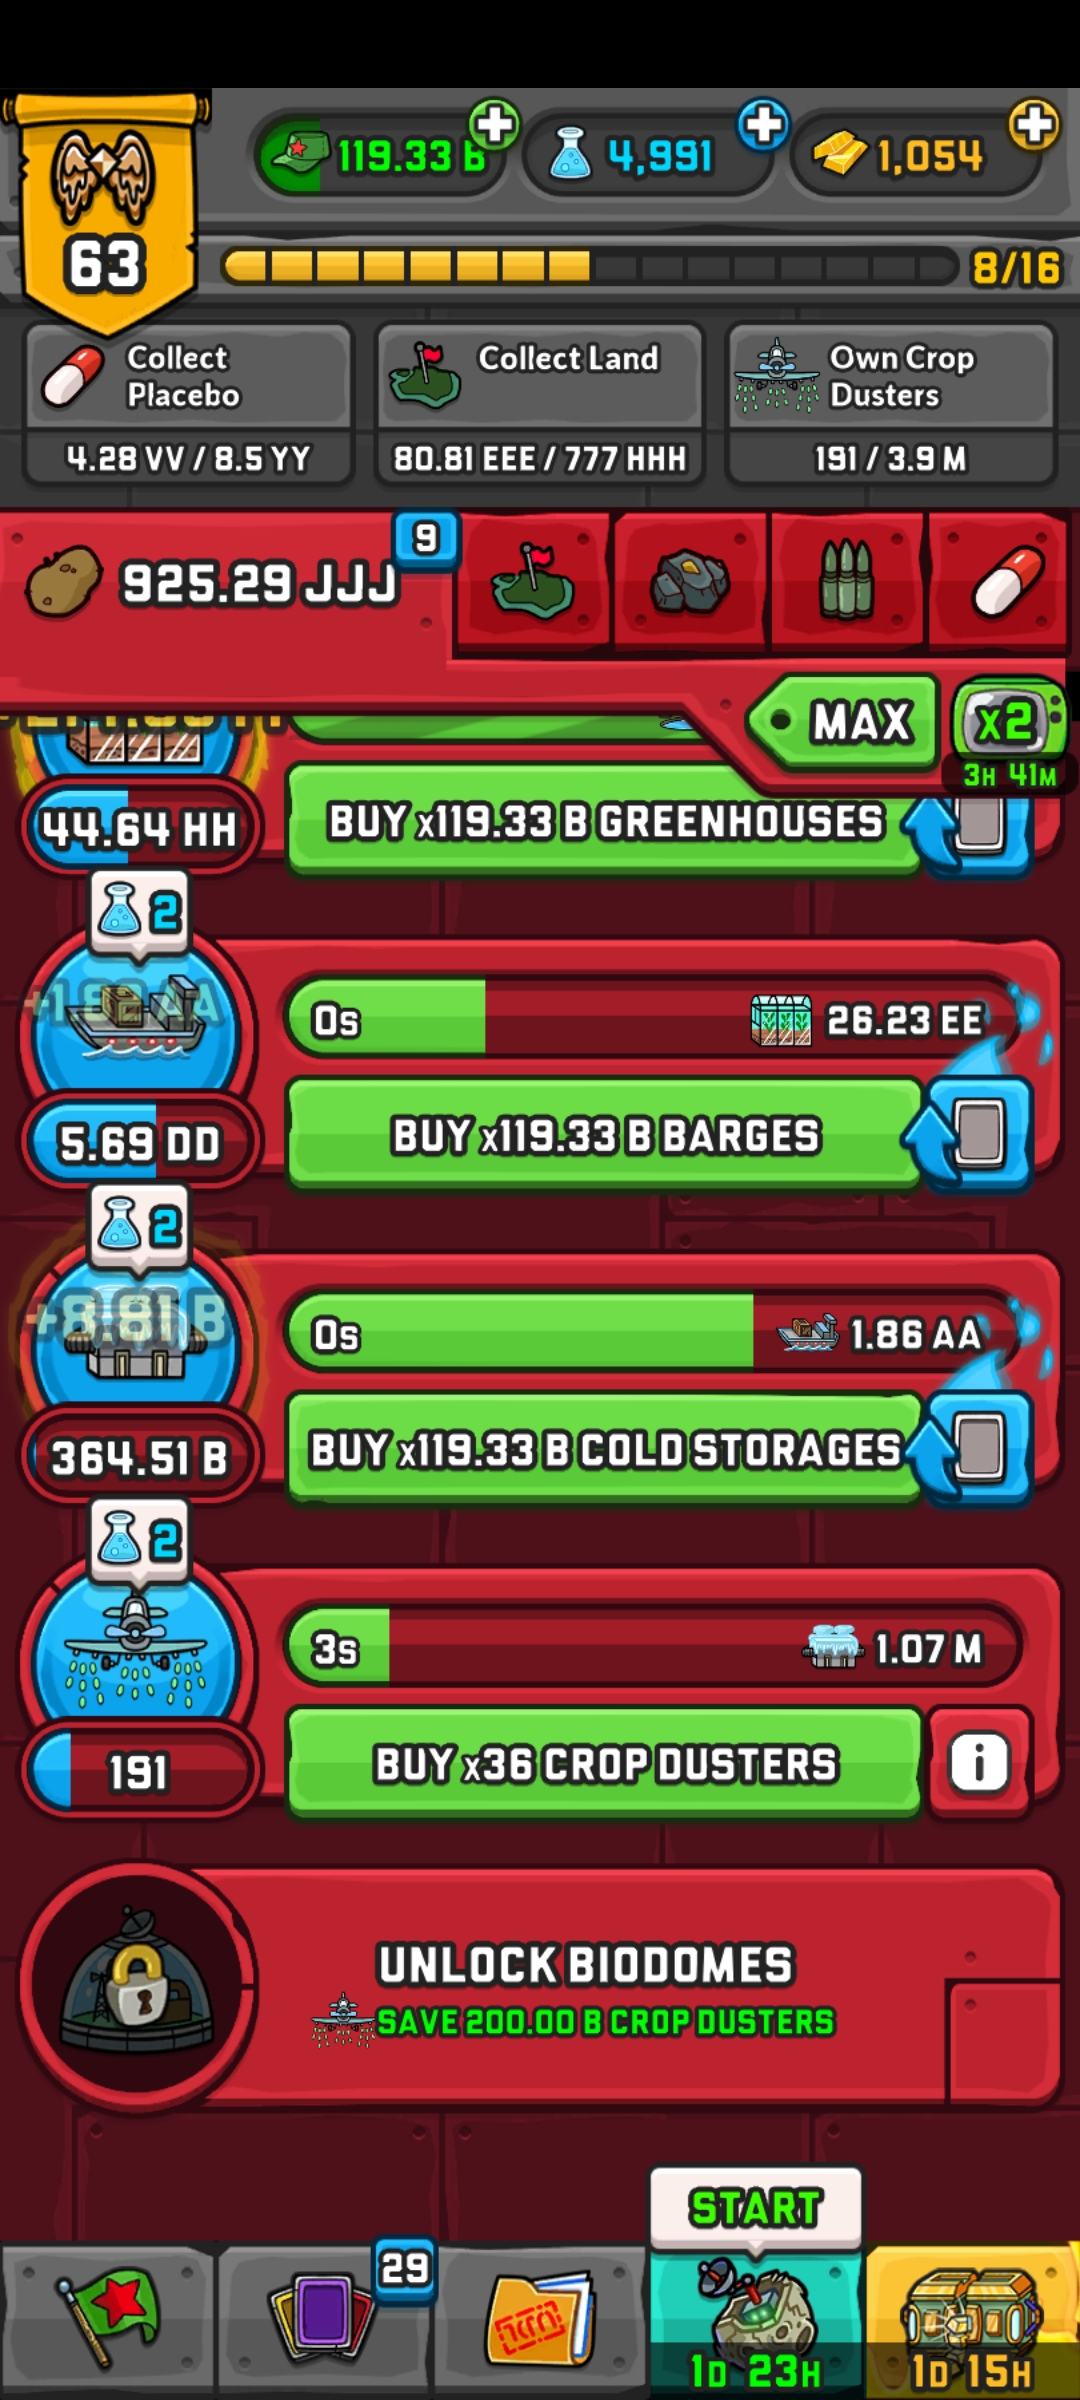 119.33 B
4,991
1,054
63
8/16
Collect
Placebo
4.28 VV / 8.5 YY
Collect Land
80.81 EEE / 777 HHH
Own Crop
Dusters
191 / 3.9 M
925.29 JJJ
9
MAX
x2
3H 41M
44.64 HH
BUY x119.33 B GREENHOUSES
2
0s
26.23 EE
5.69 DD
BUY x119.33 B BARGES
2
+8.81 B
0s
1.86 AA
364.51 B
BUY x119.33 B COLD STORAGES
2
3s
1.07 M
191
BUY x36 CROP DUSTERS
i
UNLOCK BIODOMES
SAVE 200.00 B CROP DUSTERS
START
29
1D 23H
1D 15H